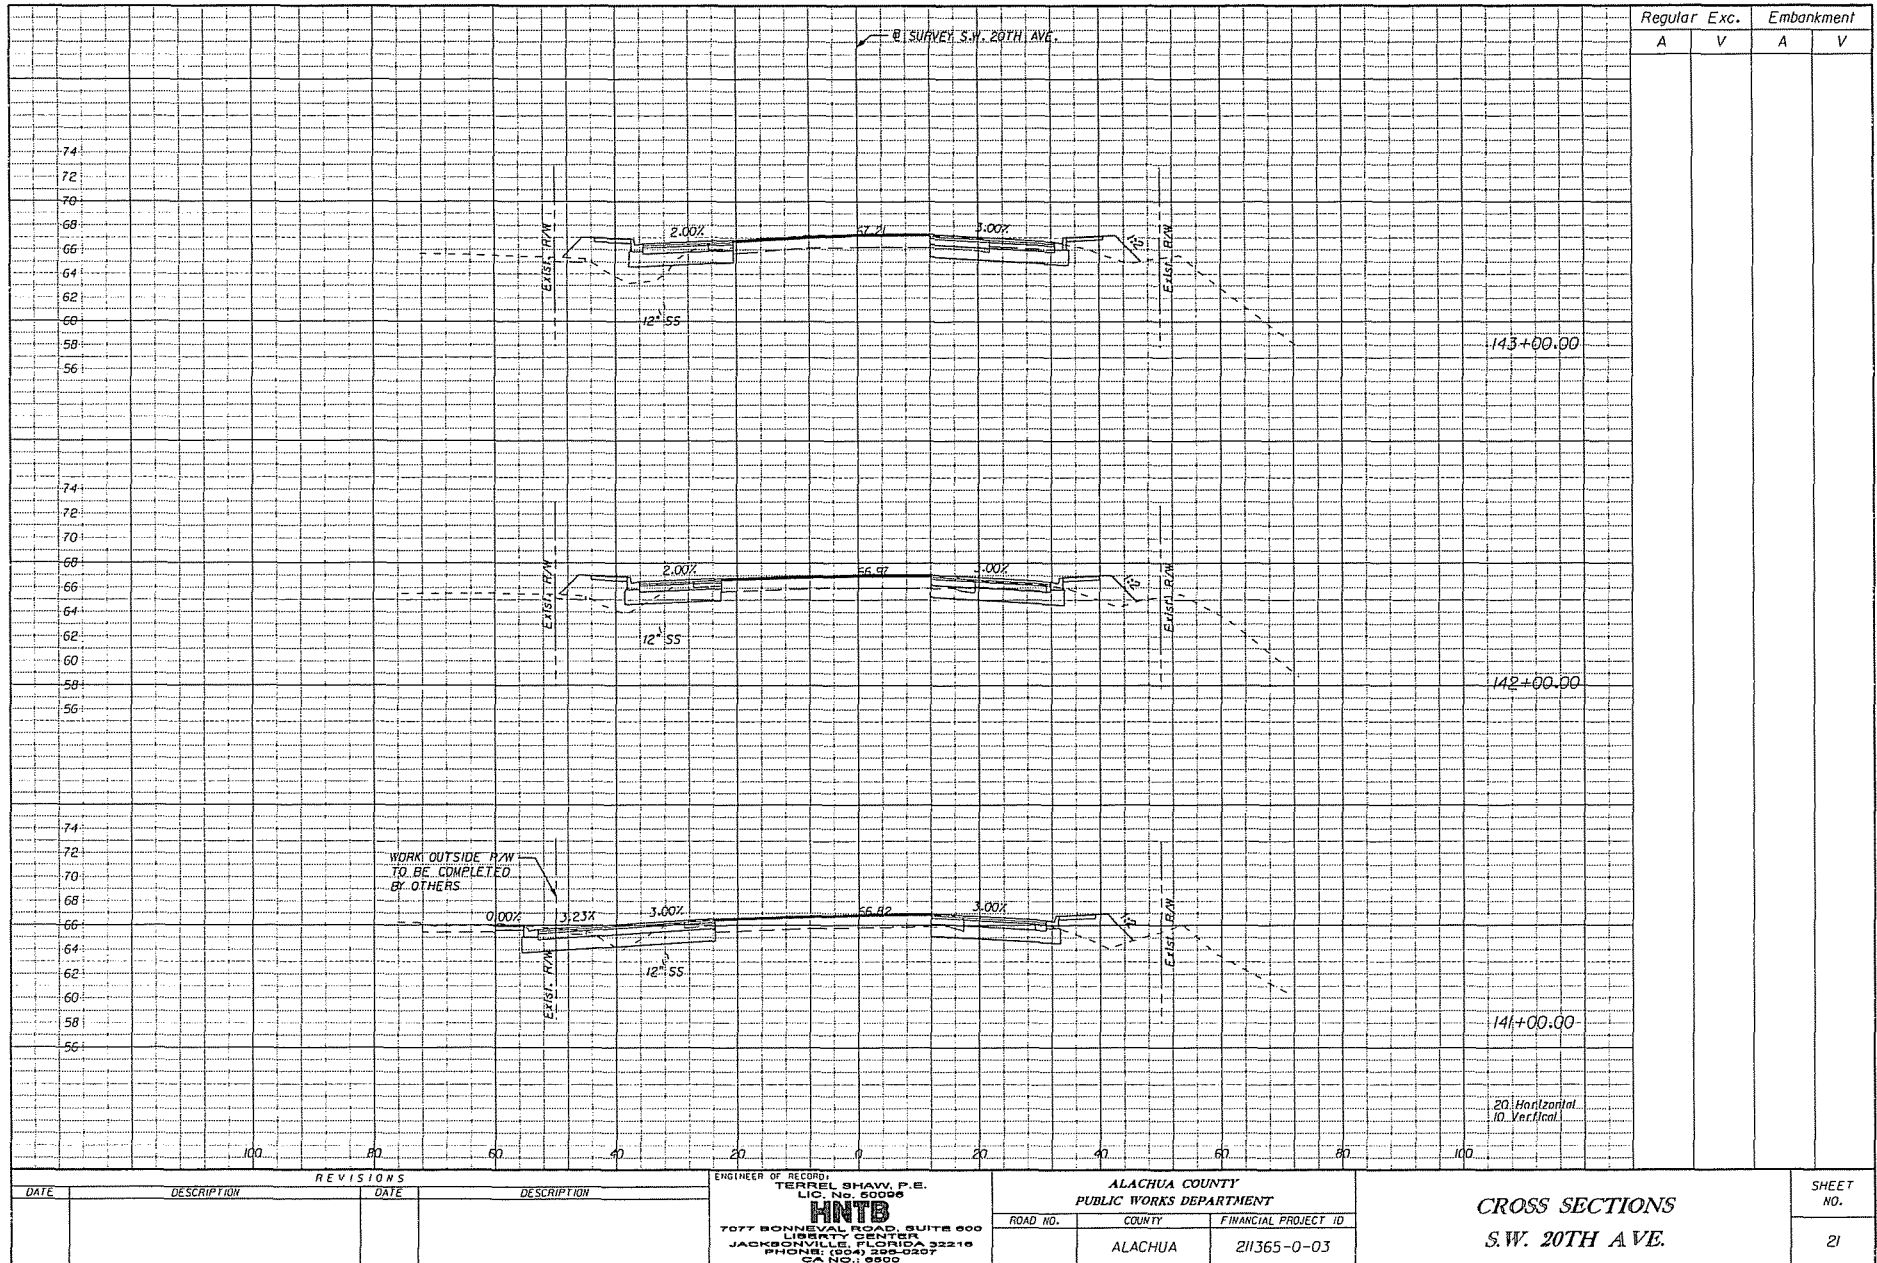 Regular Exc. Embankment
A V A V
SURVEY S.W. 20TH AVE.
74
72
70
68
66
64
62
60
58
56
Exist. R/W
2.00%
67.21
3.00%
1:2
Exist. R/W
12" SS
143+00.00
74
72
70
68
66
64
62
60
58
56
Exist. R/W
2.00%
66.97
3.00%
1:2
Exist. R/W
12" SS
142+00.00
74
72
70
68
66
64
62
60
58
56
WORK OUTSIDE R/W
TO BE COMPLETED
BY OTHERS
0.00% 3.23% 3.00% 66.82 3.00%
1:2
Exist. R/W
Exist. R/W
12" SS
141+00.00
20 Horizontal
10 Vertical
100 80 60 40 20 0 20 40 60 80 100
REVISIONS
DATE DESCRIPTION DATE DESCRIPTION
ENGINEER OF RECORD:
TERREL SHAW, P.E.
LIC. No. 50096
HNTB
7077 BONNEVAL ROAD, SUITE 600
LIBERTY CENTER
JACKSONVILLE, FLORIDA 32216
PHONE: (904) 296-0207
CA NO.: 6500
ALACHUA COUNTY
PUBLIC WORKS DEPARTMENT
ROAD NO. COUNTY FINANCIAL PROJECT ID
ALACHUA 211365-0-03
CROSS SECTIONS
S.W. 20TH AVE.
SHEET
NO.
21